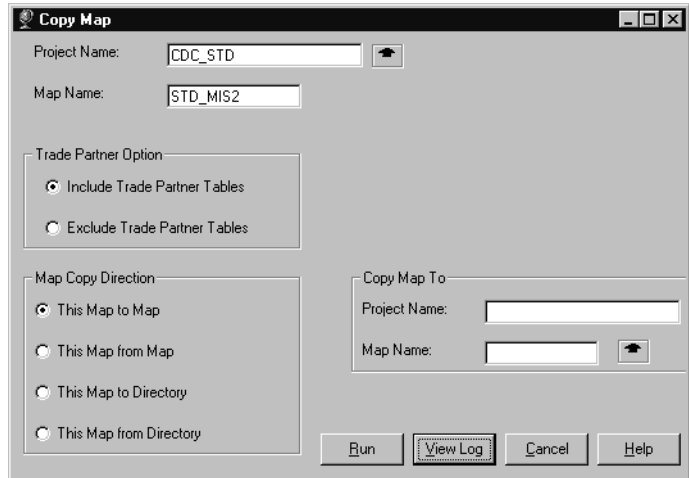 Copy Map
Project Name: CDC_STD
Map Name: STD_MIS2
Trade Partner Option
Include Trade Partner Tables
Exclude Trade Partner Tables
Map Copy Direction
This Map to Map
This Map from Map
This Map to Directory
This Map from Directory
Copy Map To
Project Name:
Map Name:
Run View Log Cancel Help